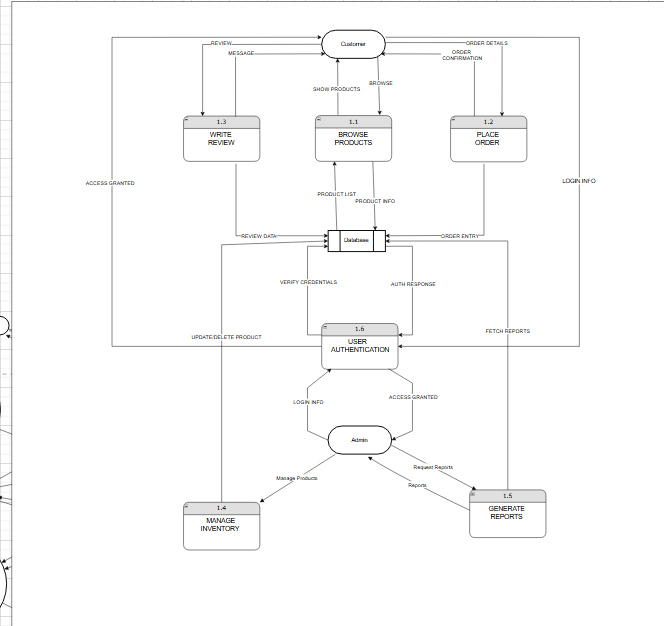 Customer
REVIEW
ORDER DETAILS
MESSAGE
ORDER
CONFIRMATION
BROWSE
SHOW PRODUCTS
1.3
WRITE
REVIEW
1.1
BROWSE
PRODUCTS
1.2
PLACE
ORDER
ACCESS GRANTED
LOGIN INFO
PRODUCT LIST
PRODUCT INFO
REVIEW DATA
Database
ORDER ENTRY
VERIFY CREDENTIALS
AUTH RESPONSE
1.6
USER
AUTHENTICATION
UPDATE/DELETE PRODUCT
FETCH REPORTS
LOGIN INFO
ACCESS GRANTED
Admin
Manage Products
Request Reports
Reports
1.4
MANAGE
INVENTORY
1.5
GENERATE
REPORTS